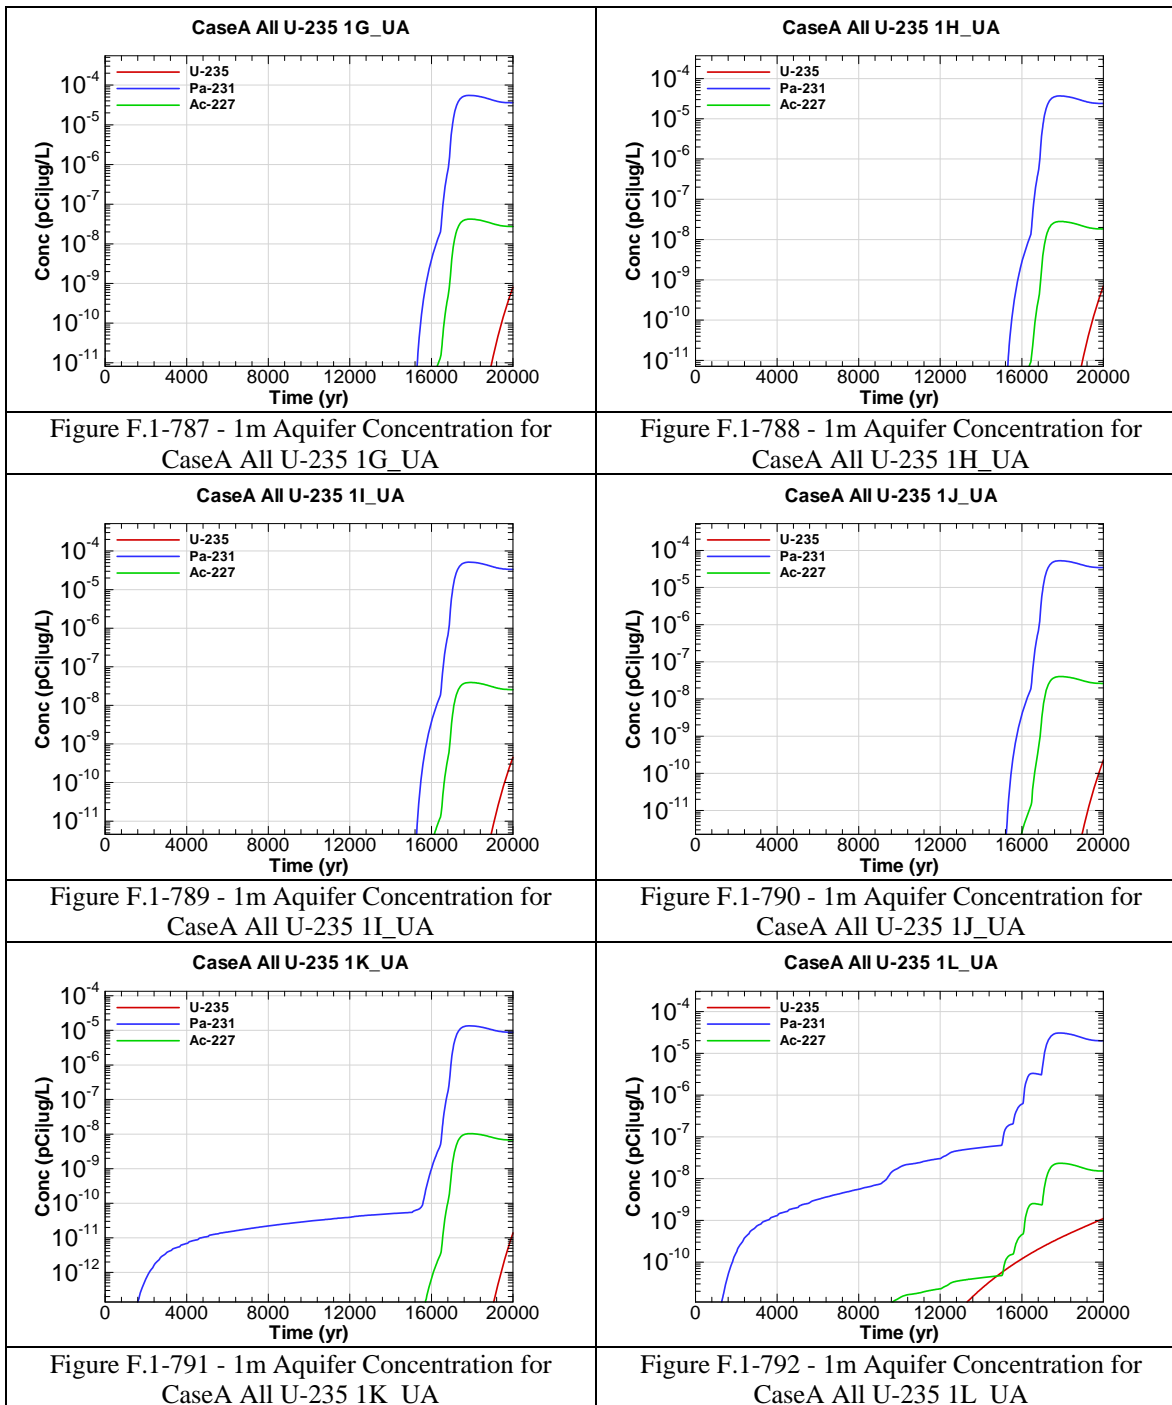 CaseA All U-235 1G_UA
U-235
Pa-231
Ac-227
10-4
10-5
10-6
10-7
10-8
10-9
10-10
10-11
Conc (pCi|ug/L)
0 4000 8000 12000 16000 20000
Time (yr)
Figure F.1-787 - 1m Aquifer Concentration for
CaseA All U-235 1G_UA
CaseA All U-235 1H_UA
U-235
Pa-231
Ac-227
10-4
10-5
10-6
10-7
10-8
10-9
10-10
10-11
Conc (pCi|ug/L)
0 4000 8000 12000 16000 20000
Time (yr)
Figure F.1-788 - 1m Aquifer Concentration for
CaseA All U-235 1H_UA
CaseA All U-235 1I_UA
U-235
Pa-231
Ac-227
10-4
10-5
10-6
10-7
10-8
10-9
10-10
10-11
Conc (pCi|ug/L)
0 4000 8000 12000 16000 20000
Time (yr)
Figure F.1-789 - 1m Aquifer Concentration for
CaseA All U-235 1I_UA
CaseA All U-235 1J_UA
U-235
Pa-231
Ac-227
10-4
10-5
10-6
10-7
10-8
10-9
10-10
10-11
Conc (pCi|ug/L)
0 4000 8000 12000 16000 20000
Time (yr)
Figure F.1-790 - 1m Aquifer Concentration for
CaseA All U-235 1J_UA
CaseA All U-235 1K_UA
U-235
Pa-231
Ac-227
10-4
10-5
10-6
10-7
10-8
10-9
10-10
10-11
10-12
Conc (pCi|ug/L)
0 4000 8000 12000 16000 20000
Time (yr)
Figure F.1-791 - 1m Aquifer Concentration for
CaseA All U-235 1K_UA
CaseA All U-235 1L_UA
U-235
Pa-231
Ac-227
10-4
10-5
10-6
10-7
10-8
10-9
10-10
Conc (pCi|ug/L)
0 4000 8000 12000 16000 20000
Time (yr)
Figure F.1-792 - 1m Aquifer Concentration for
CaseA All U-235 1L_UA